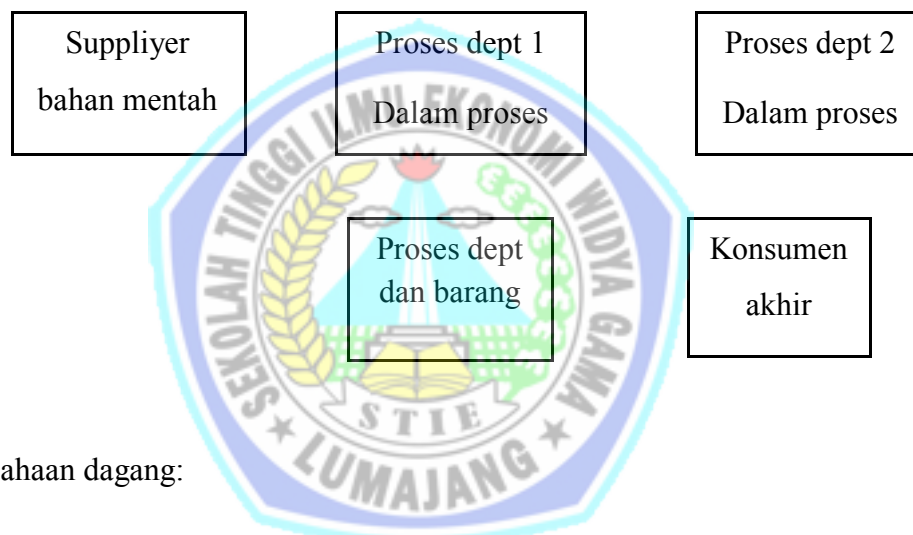 Suppliyer
bahan mentah
Proses dept 1
Dalam proses
Proses dept 2
Dalam proses
Proses dept
dan barang
Konsumen
akhir
SEKOLAH TINGGI ILMU EKONOMI WIDYA GAMA
STIE
LUMAJANG
ahaan dagang: